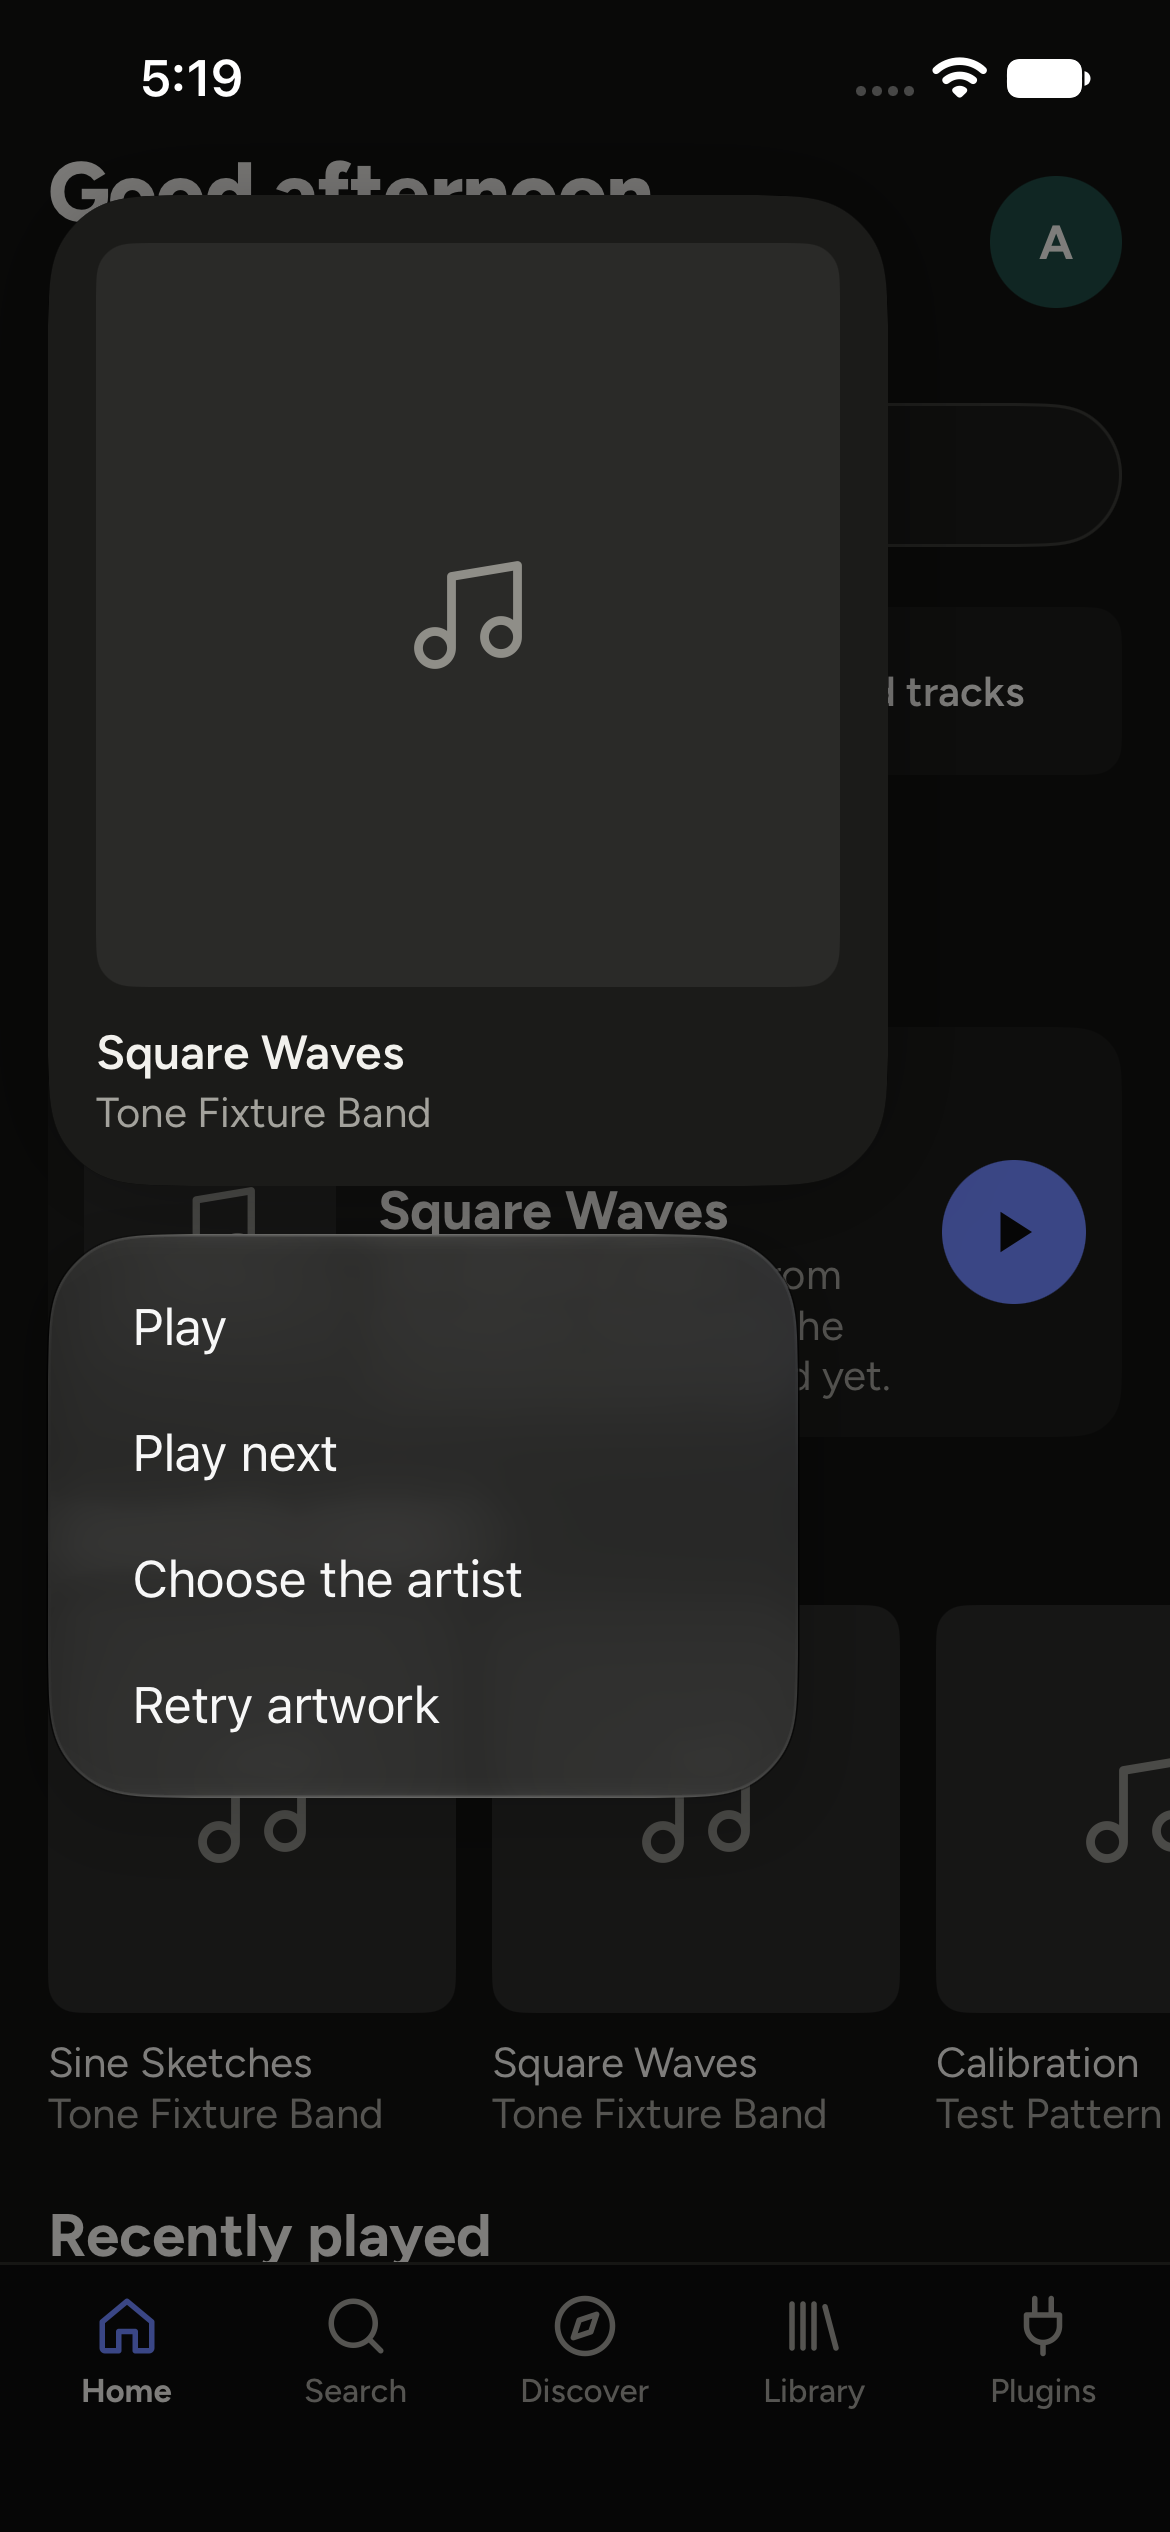 5:19
Good afternoon
A
tracks
Square Waves
Tone Fixture Band
Square Waves
he
yet.
Play
Play next
Choose the artist
Retry artwork
Sine Sketches
Tone Fixture Band
Square Waves
Tone Fixture Band
Calibration
Test Pattern
Recently played
Home
Search
Discover
Library
Plugins